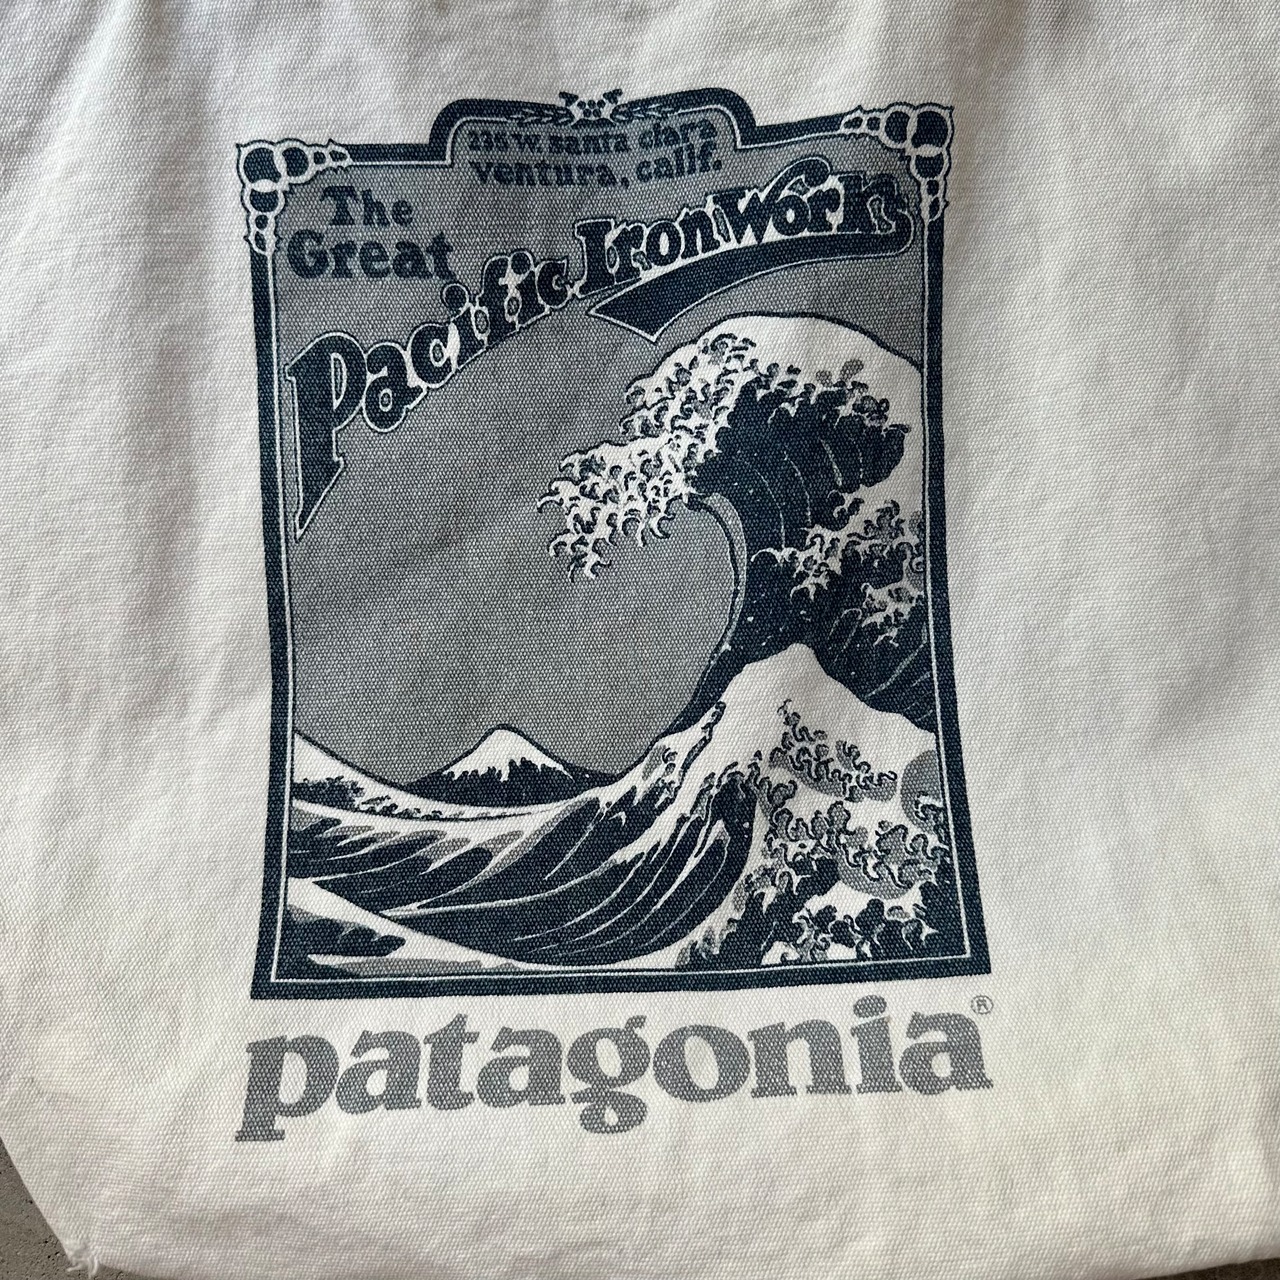 235 w. santa clara
ventura, calif.
The
Great
Pacific IronWorks
patagonia®